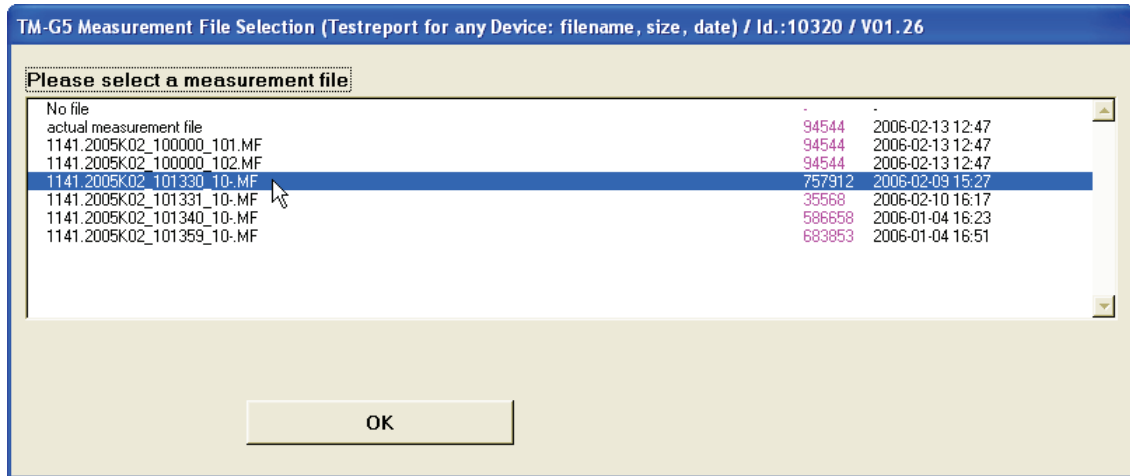 TM-G5 Measurement File Selection (Testreport for any Device: filename, size, date) / Id.:10320 / V01.26
Please select a measurement file
No file - -
actual measurement file 94544 2006-02-13 12:47
1141.2005K02_100000_101.MF 94544 2006-02-13 12:47
1141.2005K02_100000_102.MF 94544 2006-02-13 12:47
1141.2005K02_101330_10-.MF 757912 2006-02-09 15:27
1141.2005K02_101331_10-.MF 35568 2006-02-10 16:17
1141.2005K02_101340_10-.MF 586658 2006-01-04 16:23
1141.2005K02_101359_10-.MF 683853 2006-01-04 16:51
OK